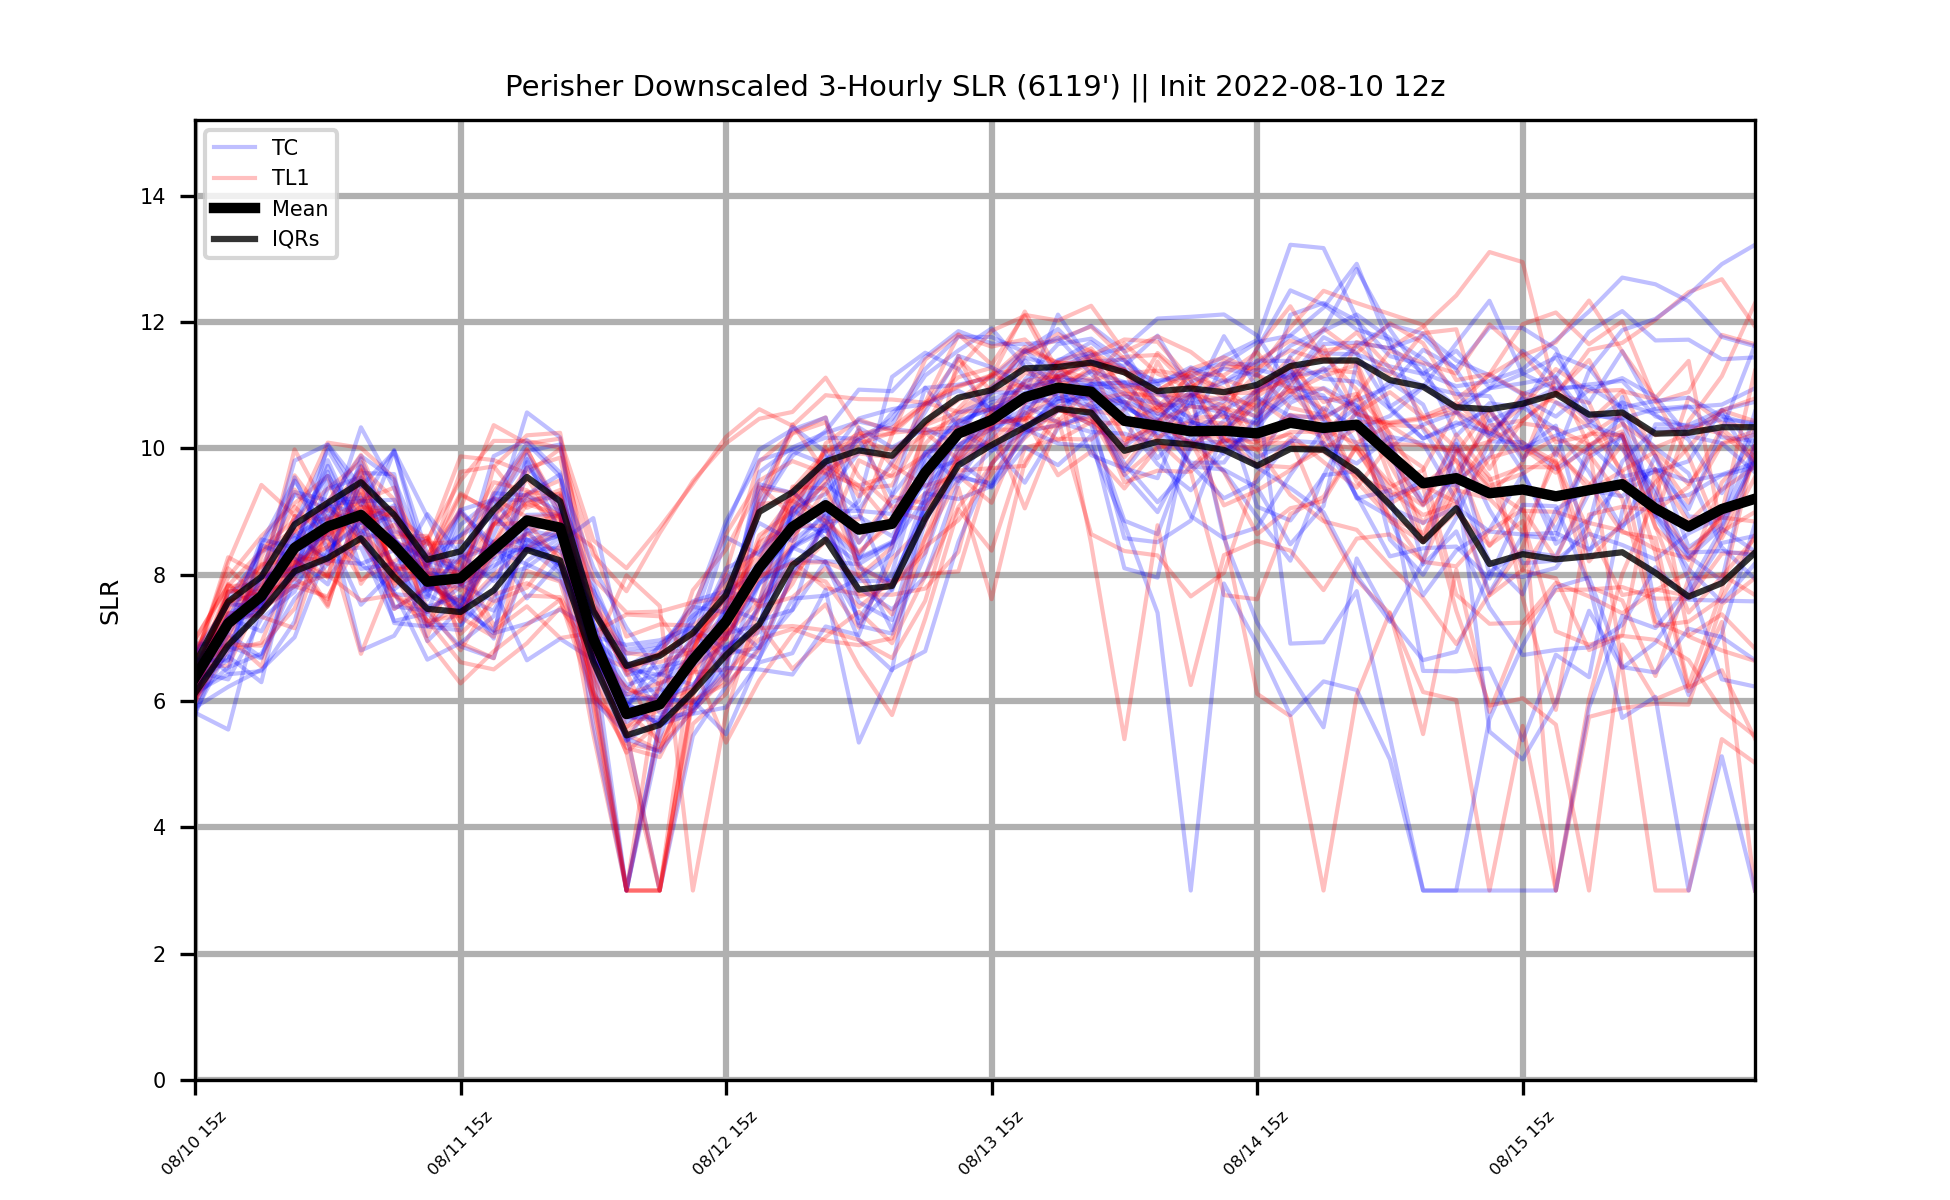 Perisher Downscaled 3-Hourly SLR (6119') || Init 2022-08-10 12z
TC
TL1
Mean
IQRs
SLR
14
12
10
8
6
4
2
0
08/10 15z
08/11 15z
08/12 15z
08/13 15z
08/14 15z
08/15 15z